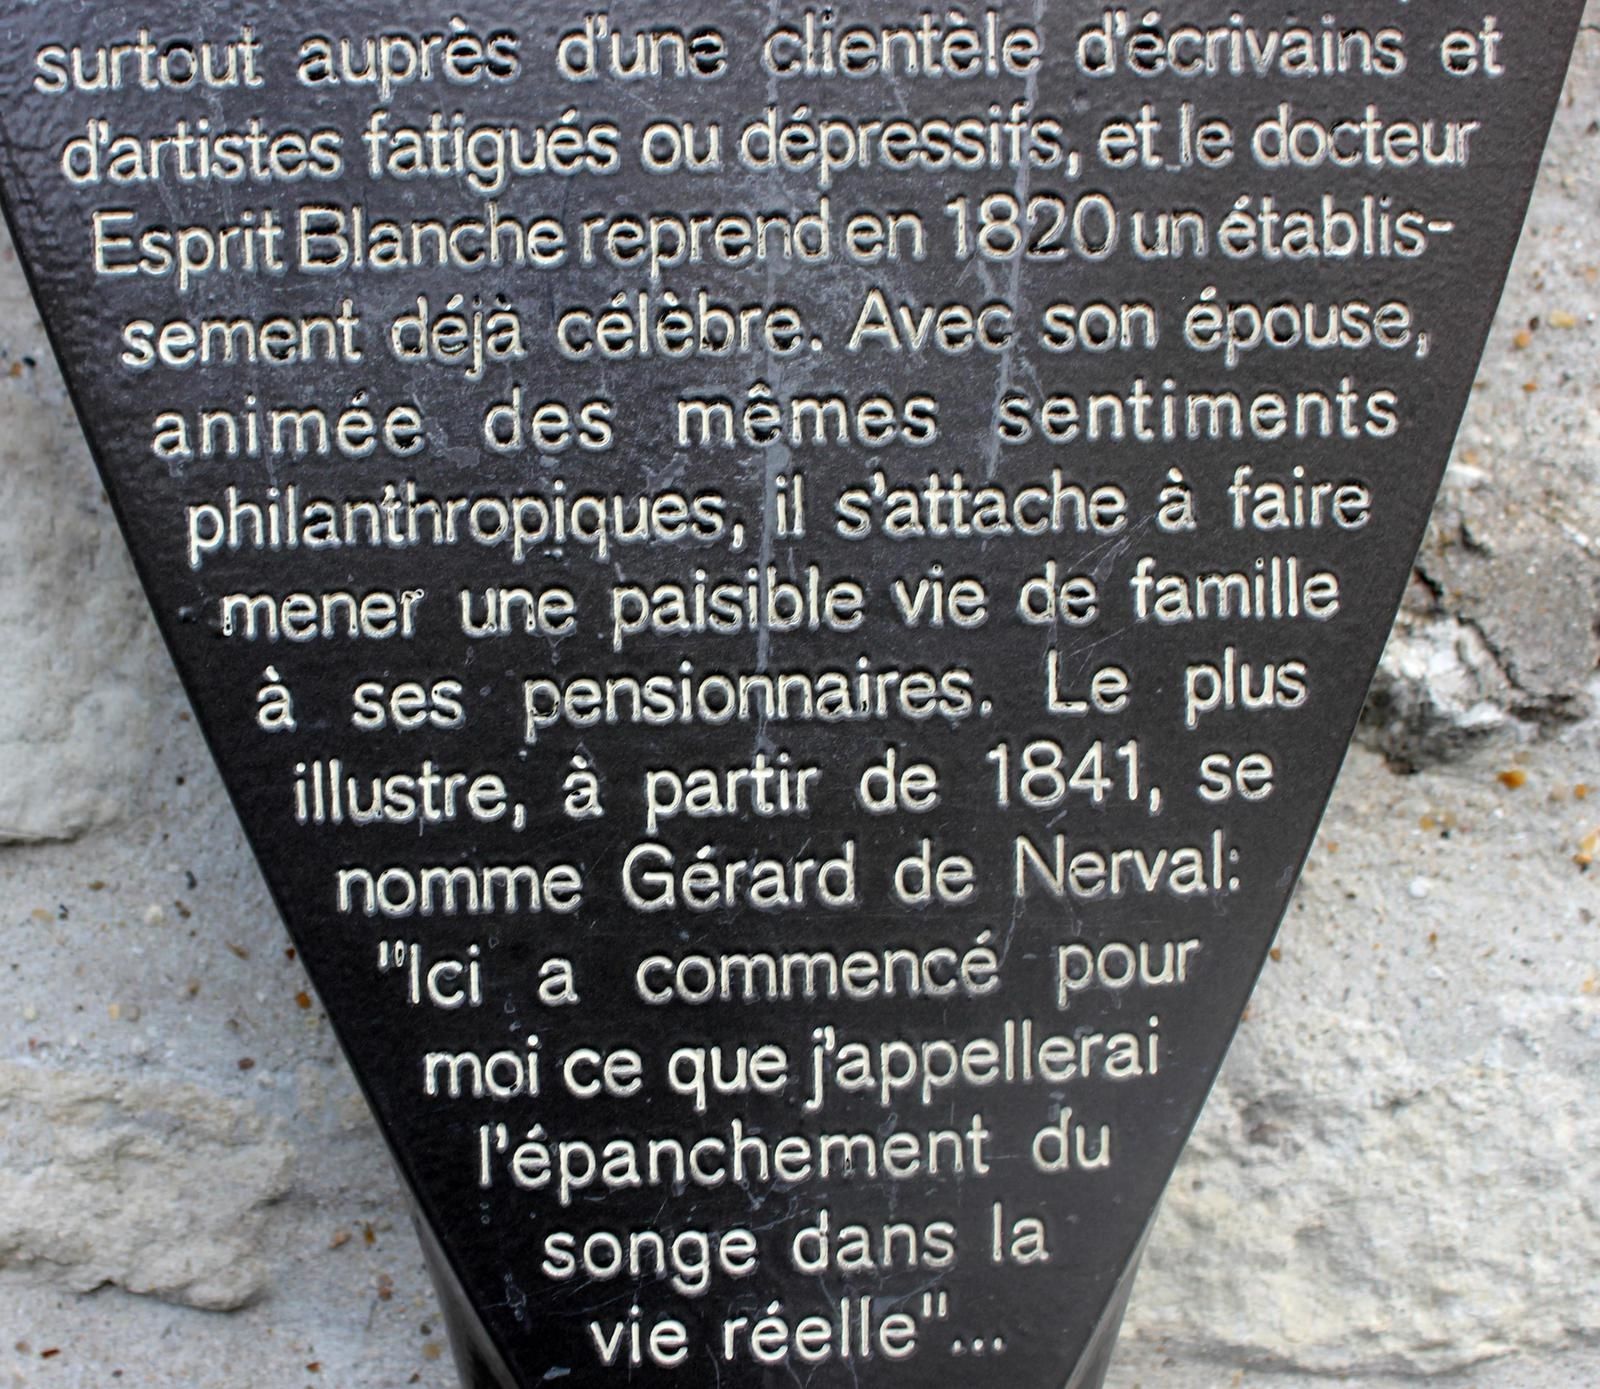 surtout auprès d'une clientèle d'écrivains et
d'artistes fatigués ou dépressifs, et le docteur
Esprit Blanche reprend en 1820 un établis-
sement déjà célèbre. Avec son épouse,
animée des mêmes sentiments
philanthropiques, il s'attache à faire
mener une paisible vie de famille
à ses pensionnaires. Le plus
illustre, à partir de 1841, se
nomme Gérard de Nerval:
"Ici a commencé pour
moi ce que j'appellerai
l'épanchement du
songe dans la
vie réelle"...